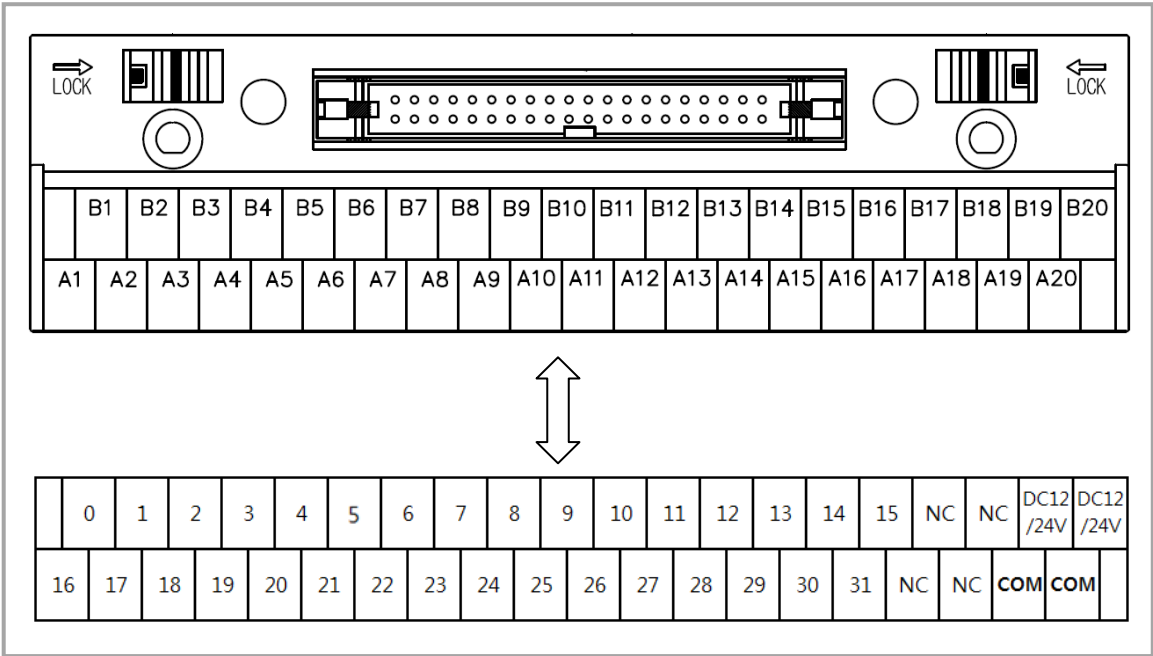 LOCK LOCK
B1 B2 B3 B4 B5 B6 B7 B8 B9 B10 B11 B12 B13 B14 B15 B16 B17 B18 B19 B20
A1 A2 A3 A4 A5 A6 A7 A8 A9 A10 A11 A12 A13 A14 A15 A16 A17 A18 A19 A20
0 1 2 3 4 5 6 7 8 9 10 11 12 13 14 15 NC NC DC12 DC12
/24V /24V
16 17 18 19 20 21 22 23 24 25 26 27 28 29 30 31 NC NC COM COM